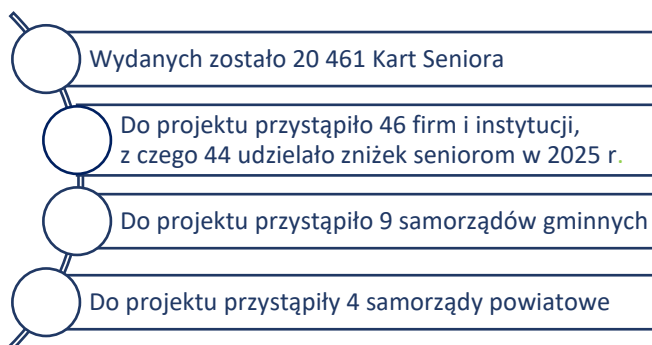 Wydanych zostało 20 461 Kart Seniora
Do projektu przystąpiło 46 firm i instytucji,
z czego 44 udzielało zniżek seniorom w 2025 r.
Do projektu przystąpiło 9 samorządów gminnych
Do projektu przystąpiły 4 samorządy powiatowe